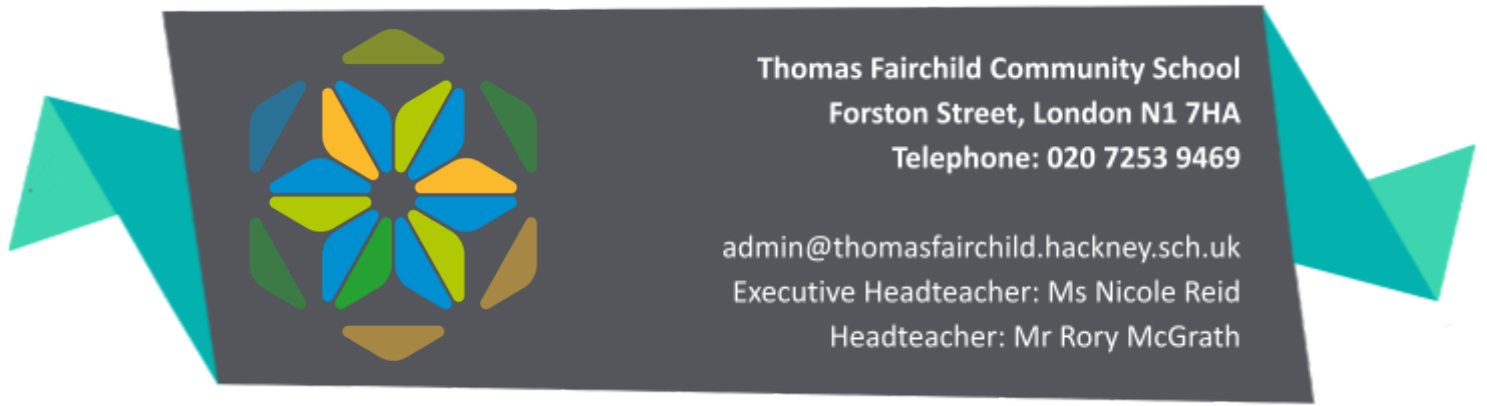 Thomas Fairchild Community School
Forston Street, London N1 7HA
Telephone: 020 7253 9469
admin@thomasfairchild.hackney.sch.uk
Executive Headteacher: Ms Nicole Reid
Headteacher: Mr Rory McGrath